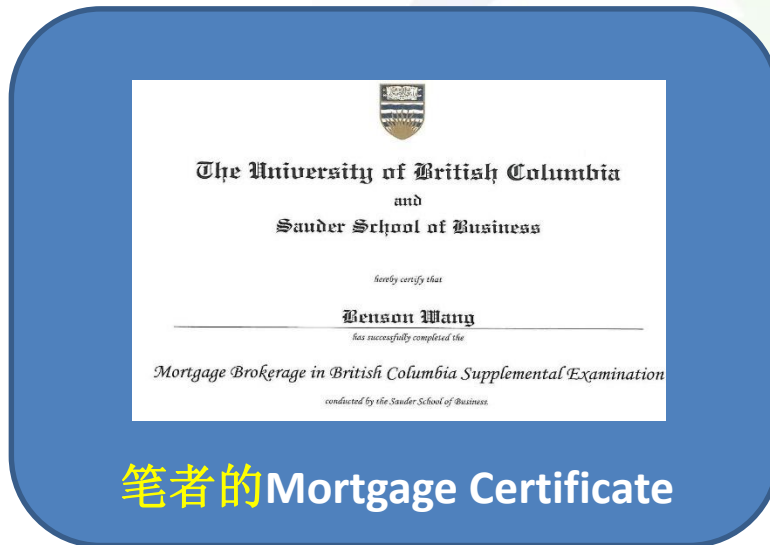 The University of British Columbia
and
Sauder School of Business
hereby certify that
Benson Wang
has successfully completed the
Mortgage Brokerage in British Columbia Supplemental Examination
conducted by the Sauder School of Business.
笔者的Mortgage Certificate